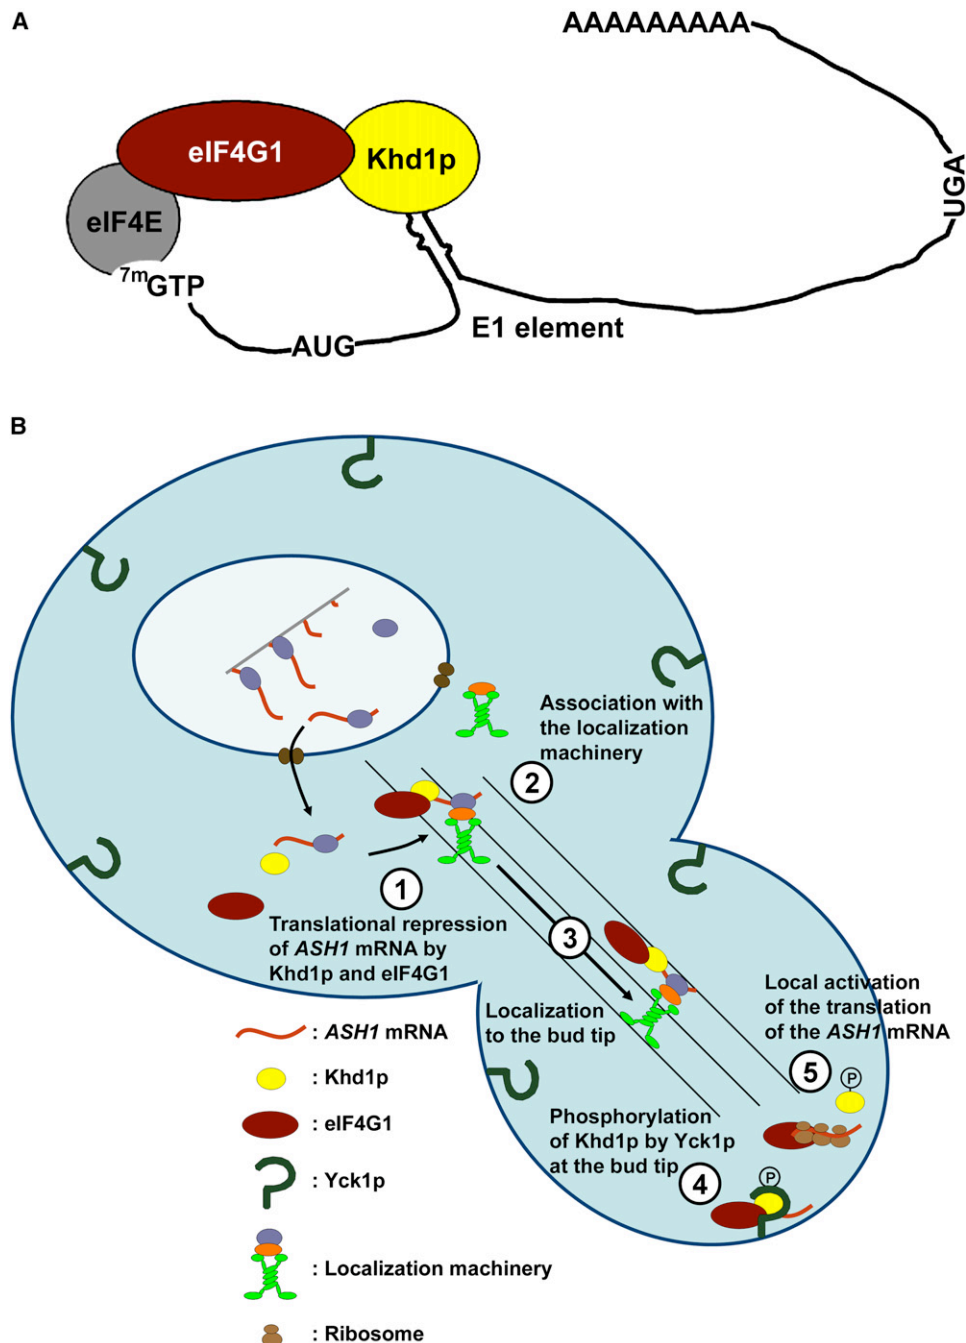 A
AAAAAAAAA
eIF4G1
Khd1p
eIF4E
7mGTP
AUG
E1 element
UGA
B
Association with
the localization
machinery
2
1
Translational repression
of ASH1 mRNA by
Khd1p and eIF4G1
3
Localization
to the bud tip
Local activation
of the translation
of the ASH1 mRNA
5
P
Phosphorylation
of Khd1p by Yck1p
at the bud tip
4
P
: ASH1 mRNA
: Khd1p
: eIF4G1
: Yck1p
: Localization machinery
: Ribosome